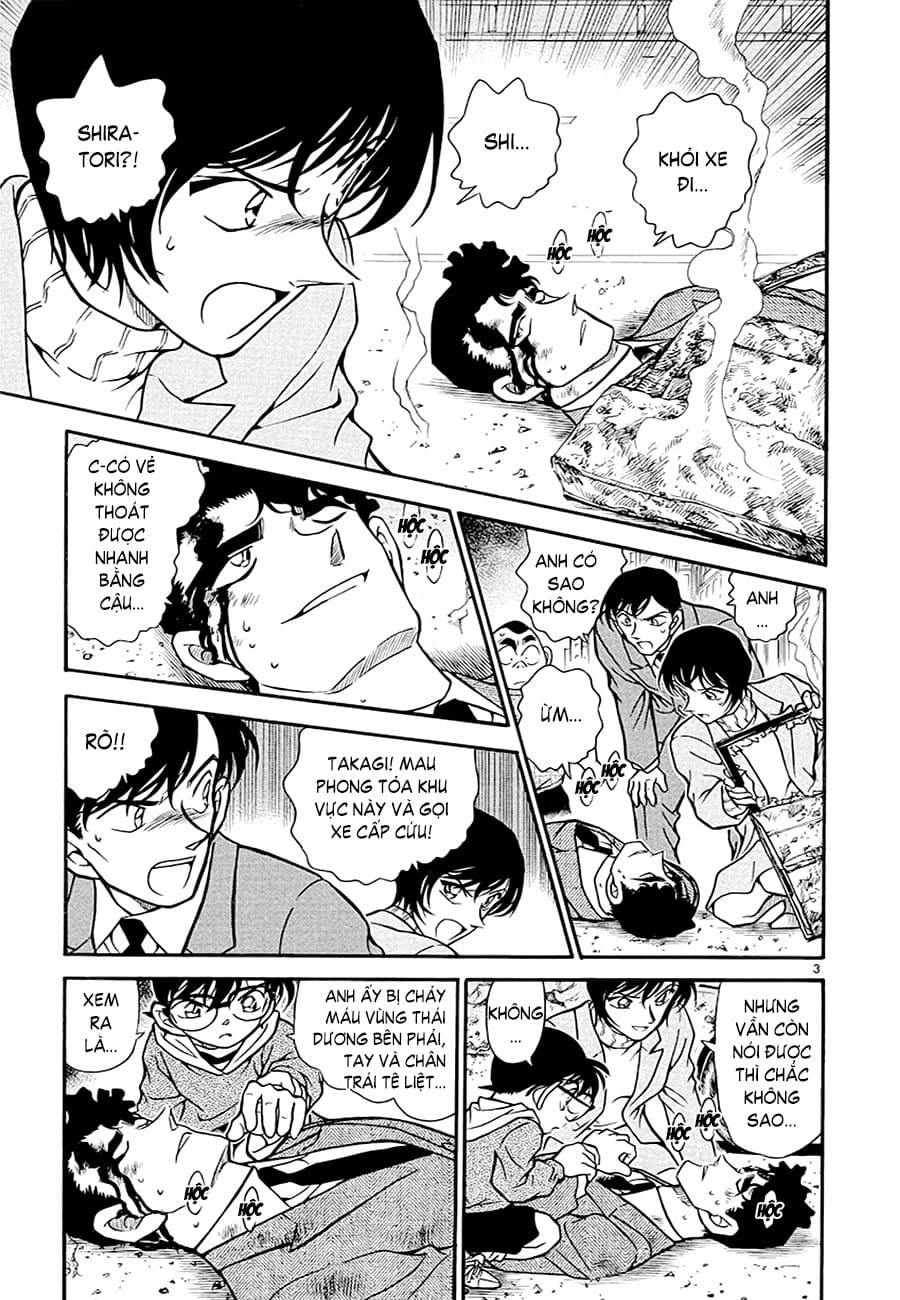 KHỎI XE
ĐI...
SHI...
HỘC
HỘC
SHIRA-
TORI?!
ANH...
ANH CÓ
SAO
KHÔNG?
ỪM...
HỘC
HỘC
C-CÓ VẺ
KHÔNG
THOÁT
ĐƯỢC
NHANH
BẰNG
CẬU...
HỘC
HỘC
TAKAGI! MAU
PHONG TỎA KHU
VỰC NÀY VÀ GỌI
XE CẤP CỨU!
RÕ!!
3
NHƯNG
VẪN CÒN
NÓI ĐƯỢC
THÌ CHẮC
KHÔNG
SAO...
KHÔNG
...
HỘC
HỘC
HỘC
ANH ẤY BỊ CHẢY
MÁU VÙNG THÁI
DƯƠNG BÊN PHẢI,
TAY VÀ CHÂN
TRÁI TÊ LIỆT...
XEM
RA
LÀ...
HỘC
HỘC